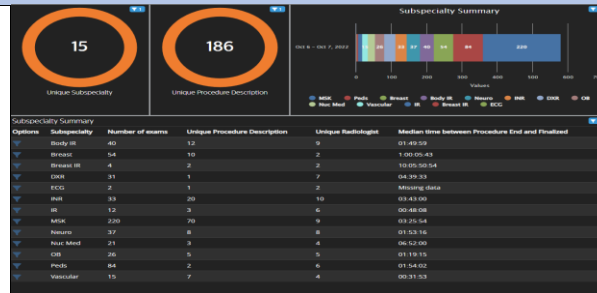 Subspecialty Summary
15
Unique Subspecialty
186
Unique Procedure Description
Oct 6 – Oct 7, 2022
26 33 37 40 54 84 220
0 100 200 300 400 500 600
Values
MSK Peds Breast Body IR Neuro INR DXR OB
Nuc Med Vascular IR Breast IR ECG
Subspecialty Summary
Options Subspecialty Number of exams Unique Procedure Description Unique Radiologist Median time between Procedure End and Finalized
Body IR 40 12 9 01:49:59
Breast 54 10 2 1:00:05:43
Breast IR 4 2 2 10:05:50:54
DXR 31 1 7 04:39:33
ECG 2 1 2 Missing data
INR 33 20 10 03:43:00
IR 12 3 6 00:48:08
MSK 220 70 9 03:25:54
Neuro 37 8 8 01:53:16
Nuc Med 21 3 4 06:52:00
OB 26 5 5 01:19:15
Peds 84 2 6 01:54:02
Vascular 15 7 4 00:31:53